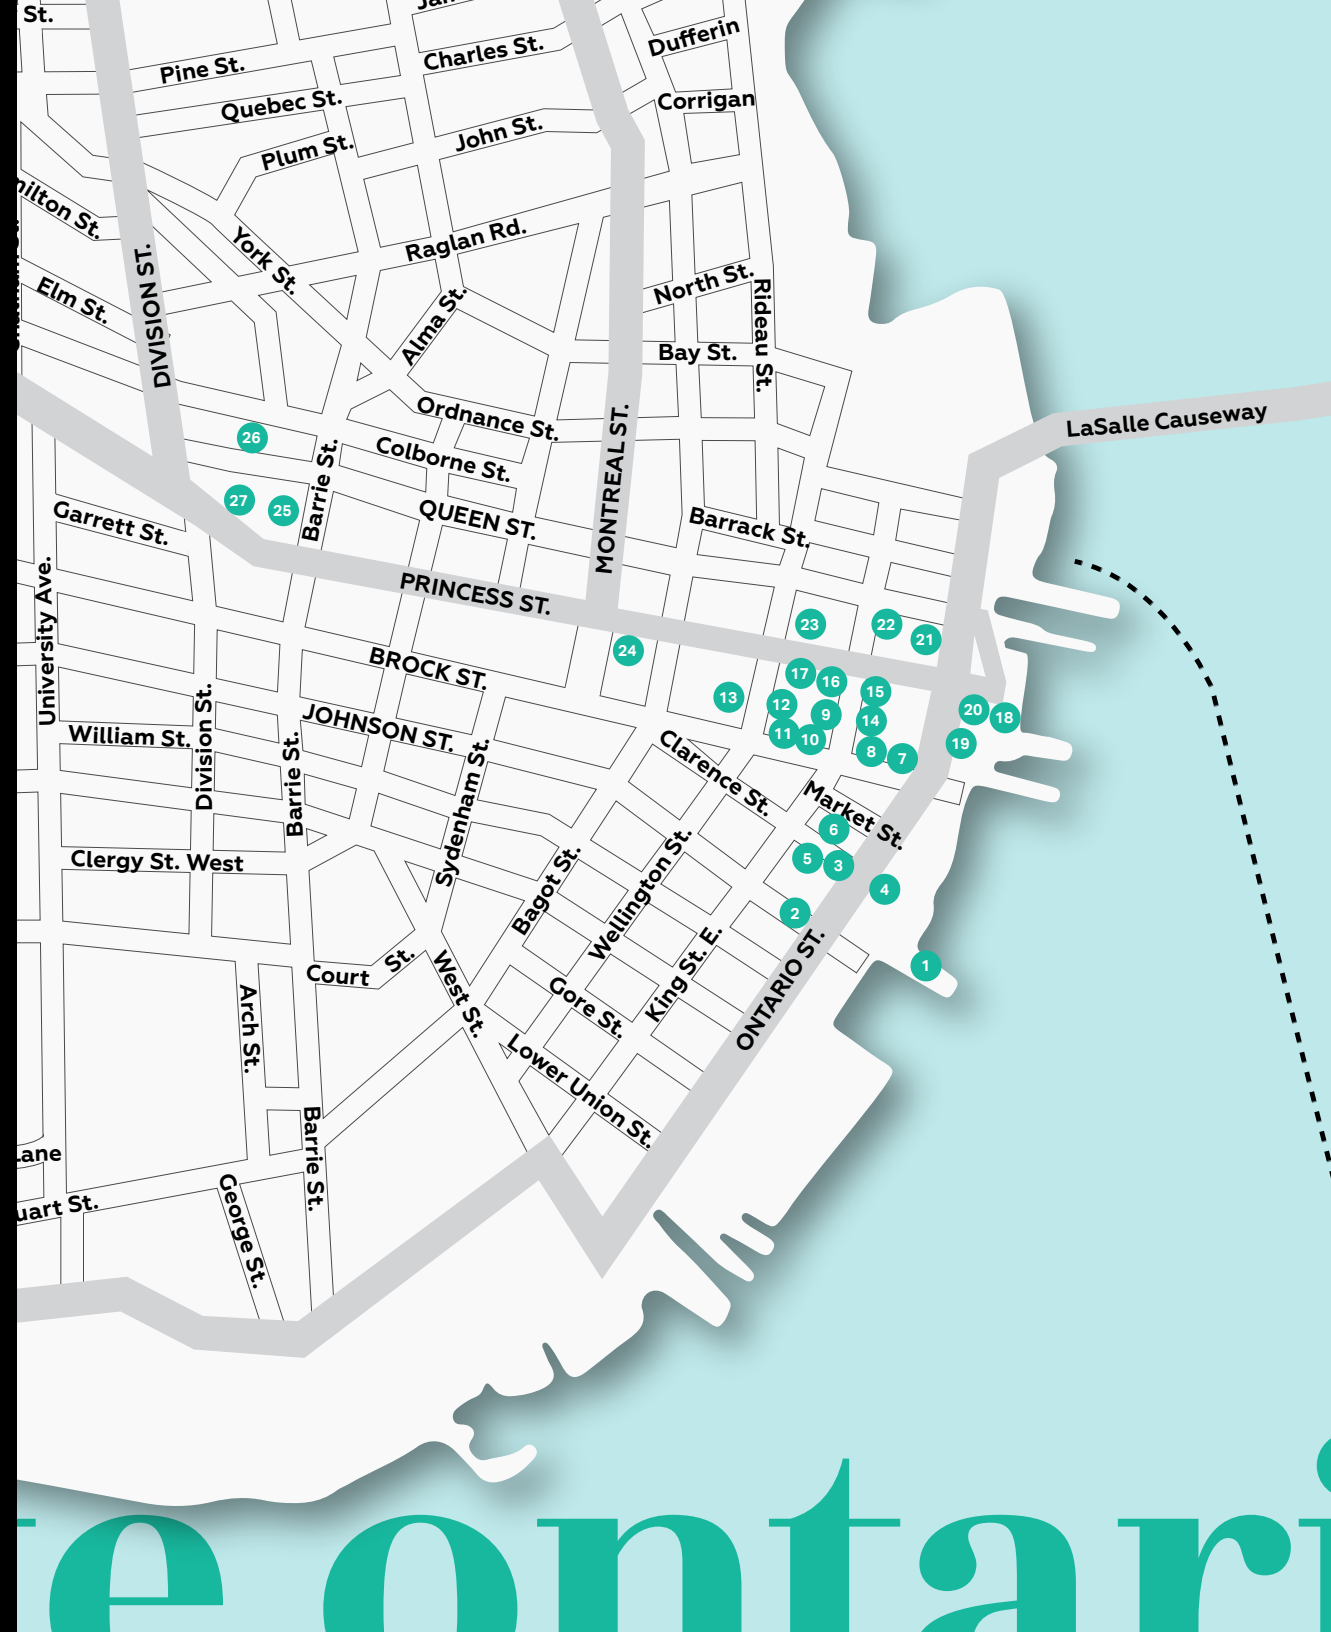 St.
Charles St.
Dufferin
Pine St.
Quebec St.
Corrigan
John St.
Plum St.
York St.
Raglan Rd.
DIVISION ST.
Elm St.
North St.
Rideau St.
Alma St.
Bay St.
Ordnance St.
LaSalle Causeway
MONTREAL ST.
26
Colborne St.
Barrie St.
27
25
QUEEN ST.
Garrett St.
Barrack St.
PRINCESS ST.
University Ave.
23
22
21
24
BROCK ST.
17
16
15
13
12
9
14
20
18
11
10
8
7
19
JOHNSON ST.
William St.
Division St.
Barrie St.
Sydenham St.
Clarence St.
Market St.
6
5
3
4
2
1
Clergy St. West
Bagot St.
Wellington St.
King St. E.
ONTARIO ST.
Court St.
West St.
Gore St.
Arch St.
Lower Union St.
Barrie St.
George St.